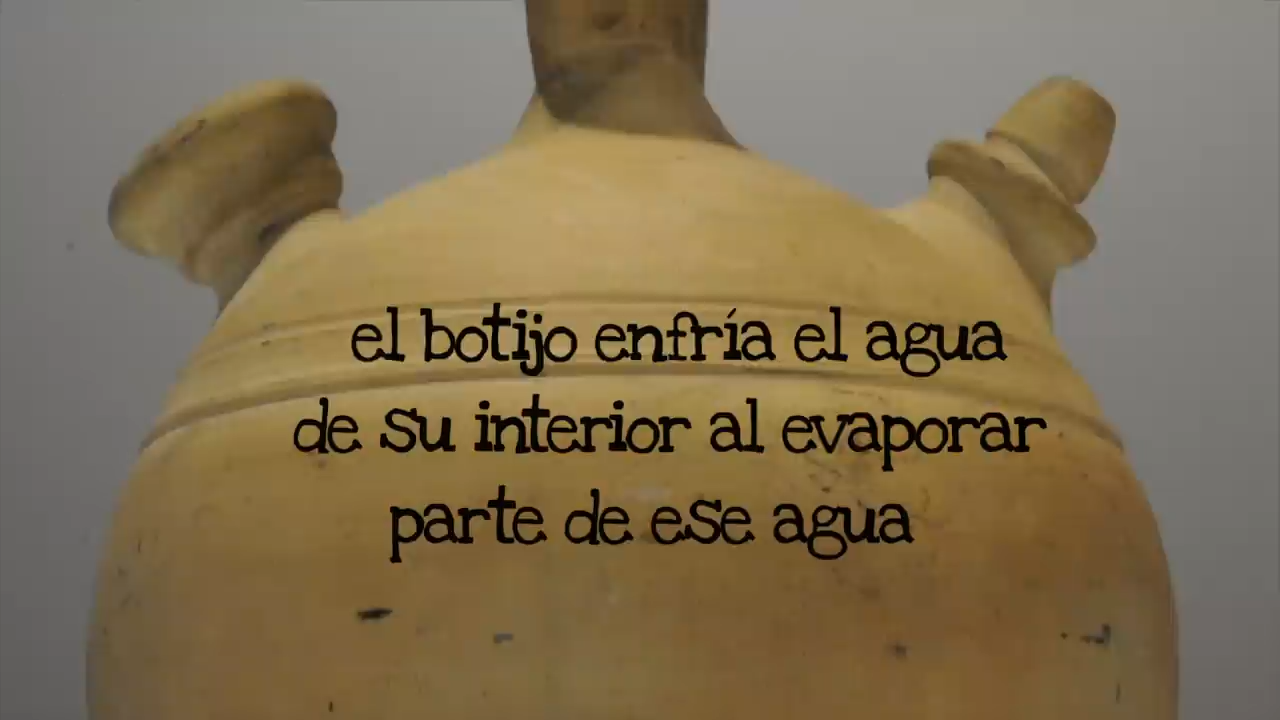 el botijo enfría el agua
de su interior al evaporar
parte de ese agua